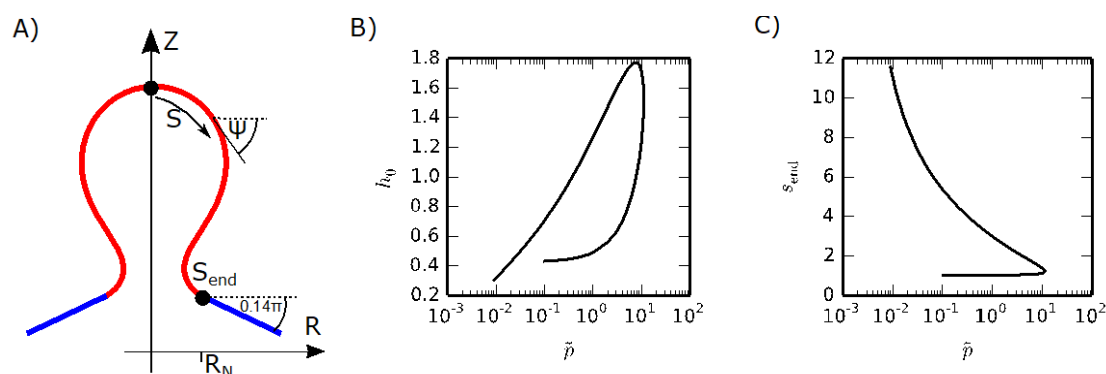 A)
Z
S
Ψ
S_end
0.14π
R
R_N
B)
1.8
1.6
1.4
1.2
1.0
0.8
0.6
0.4
0.2
h_0
10^-3 10^-2 10^-1 10^0 10^1 10^2
p̃
C)
12
10
8
6
4
2
0
s_end
10^-3 10^-2 10^-1 10^0 10^1 10^2
p̃